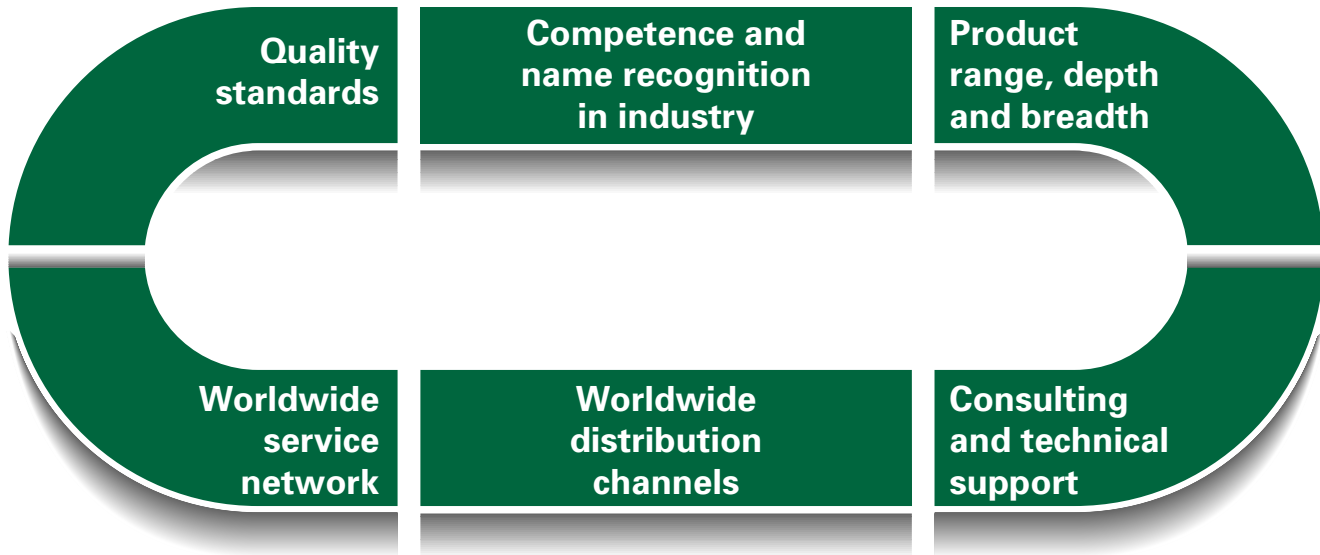 Quality
standards
Competence and
name recognition
in industry
Product
range, depth
and breadth
Worldwide
service
network
Worldwide
distribution
channels
Consulting
and technical
support